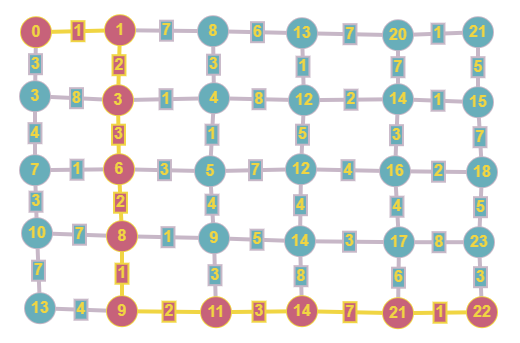 0 1 1 7 8 6 13 7 20 1 21
3 2 3 1 7 5
3 8 3 1 4 8 12 2 14 1 15
4 3 1 5 3 7
7 1 6 3 5 7 12 4 16 2 18
3 2 4 4 4 5
10 7 8 1 9 5 14 3 17 8 23
7 1 3 8 6 3
13 4 9 2 11 3 14 7 21 1 22